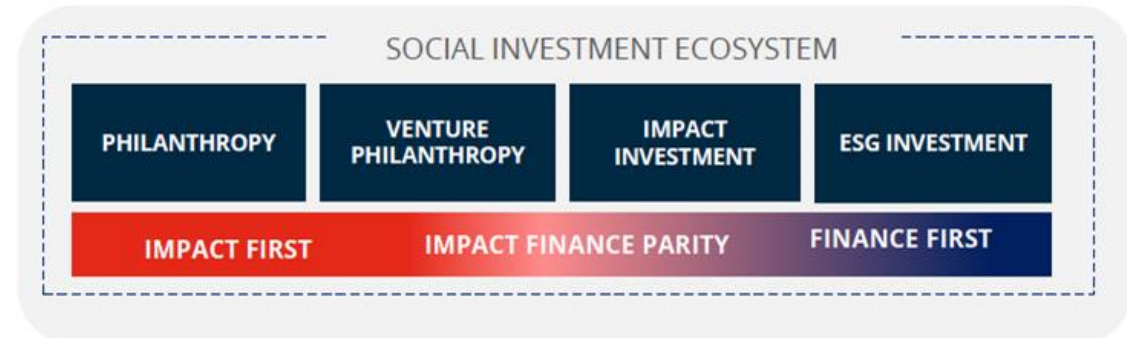 SOCIAL INVESTMENT ECOSYSTEM
PHILANTHROPY
VENTURE
PHILANTHROPY
IMPACT
INVESTMENT
ESG INVESTMENT
IMPACT FIRST
IMPACT FINANCE PARITY
FINANCE FIRST